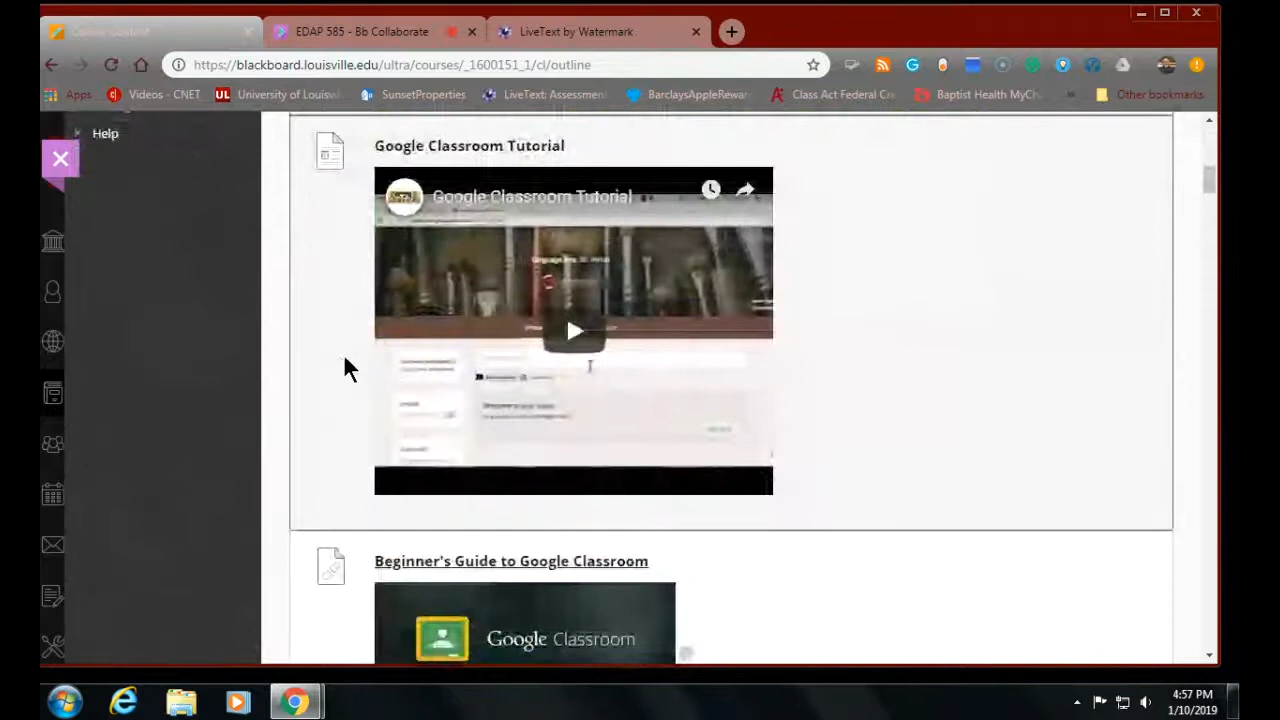 EDAP 585 - Bb Collaborate
LiveText by Watermark
https://blackboard.louisville.edu/ultra/courses/_1600151_1/cl/outline
Apps
Videos - CNET
UL University of Louisvi
SunsetProperties
LiveText: Assessment
BarclaysAppleRewar
Class Act Federal Cr
Baptist Health MyCh
Other bookmarks
Help
Google Classroom Tutorial
Google Classroom Tutorial
Beginner's Guide to Google Classroom
Google Classroom
4:57 PM
1/10/2019